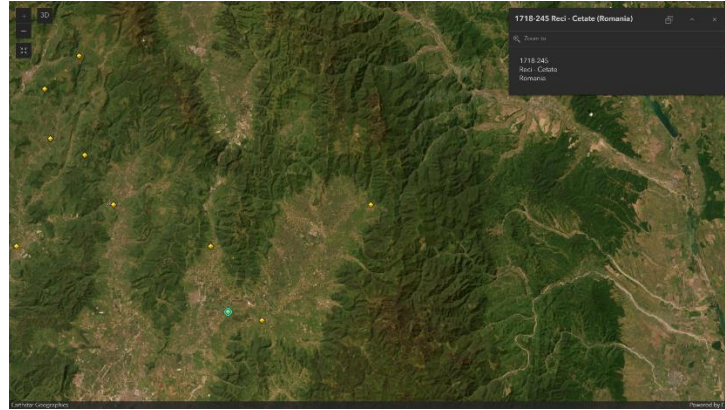 3D
1718-245 Reci - Cetate (Romania)
Zoom to
1718-245
Reci - Cetate
Romania
Earthstar Geographics
Powered by